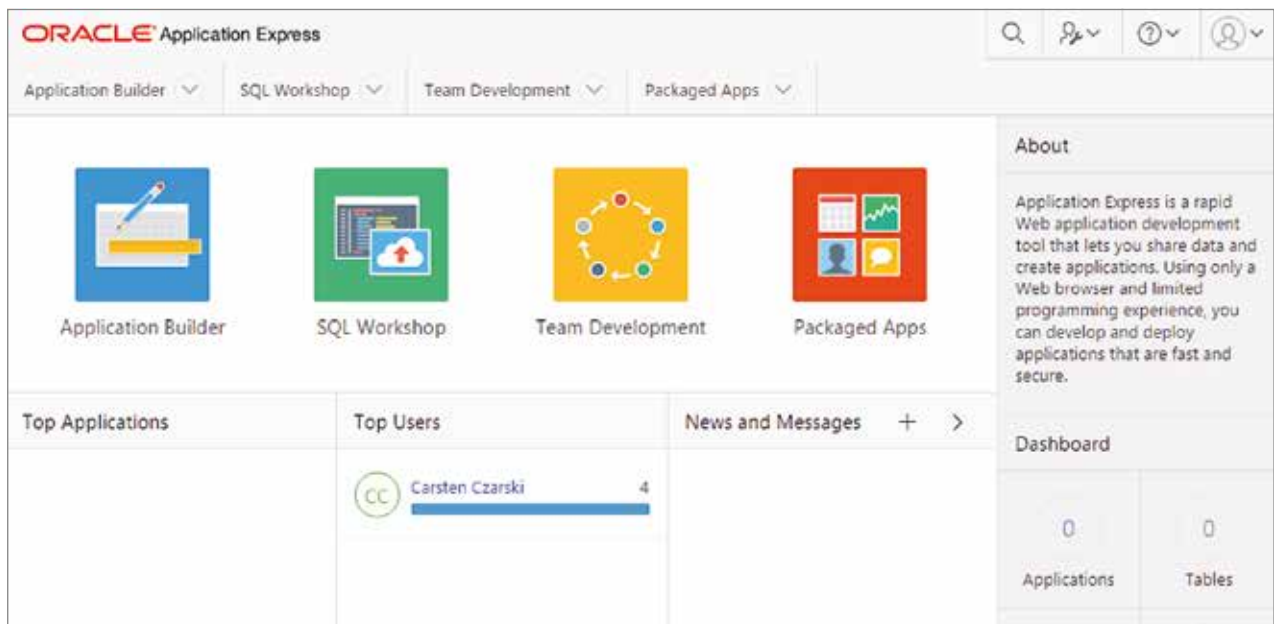 ORACLE Application Express
Application Builder
SQL Workshop
Team Development
Packaged Apps
Application Builder
SQL Workshop
Team Development
Packaged Apps
About
Application Express is a rapid
Web application development
tool that lets you share data and
create applications. Using only a
Web browser and limited
programming experience, you
can develop and deploy
applications that are fast and
secure.
Top Applications
Top Users
CC
Carsten Czarski
4
News and Messages
Dashboard
0
Applications
0
Tables